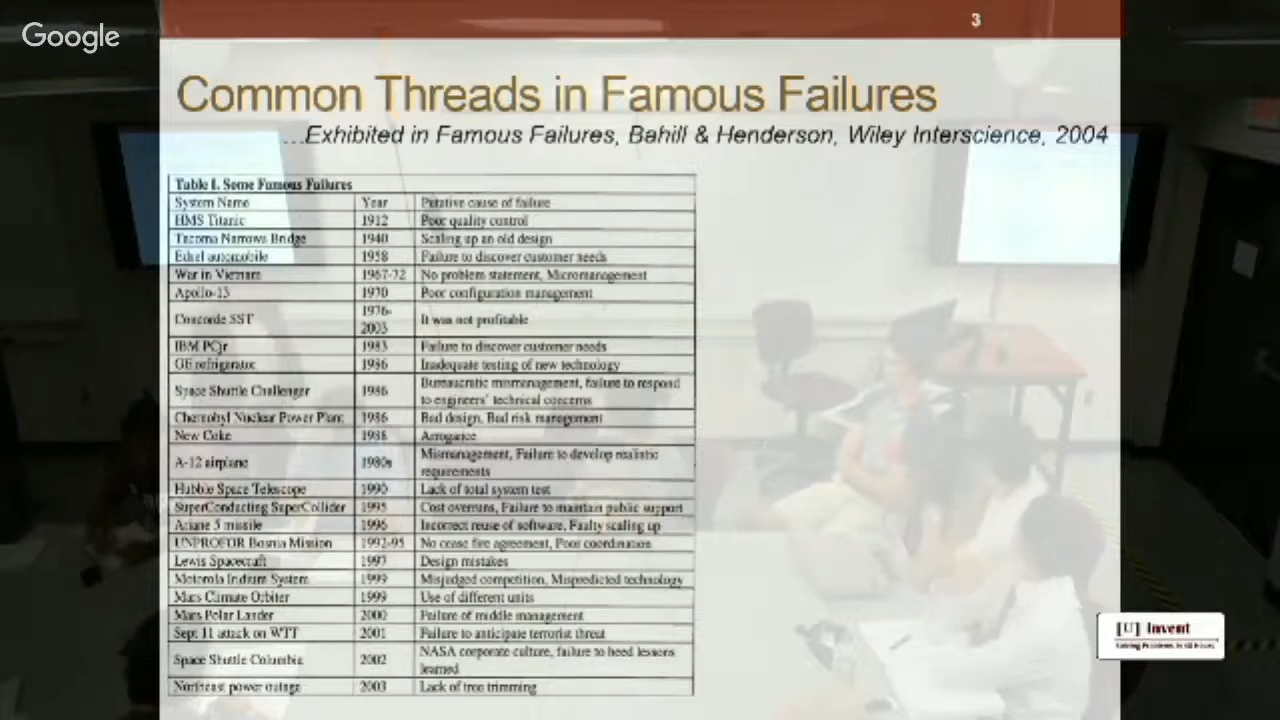 Google
3
Common Threads in Famous Failures
...Exhibited in Famous Failures, Bahill & Henderson, Wiley Interscience, 2004
Table I. Some Famous Failures
System Name Year Putative cause of failure
HMS Titanic 1912 Poor quality control
Tacoma Narrows Bridge 1940 Scaling up an old design
Edsel automobile 1958 Failure to discover customer needs
War in Vietnam 1967-72 No problem statement, Micromanagement
Apollo-13 1970 Poor configuration management
Concorde SST 1976-2003 It was not profitable
IBM PCjr 1983 Failure to discover customer needs
GE refrigerator 1986 Inadequate testing of new technology
Space Shuttle Challenger 1986 Bureaucratic mismanagement, failure to respond
to engineers' technical concerns
Chernobyl Nuclear Power Plant 1986 Bad design, Bad risk management
New Coke 1988 Arrogance
A-12 airplane 1980s Mismanagement, Failure to develop realistic
requirements
Hubble Space Telescope 1990 Lack of total system test
SuperConducting SuperCollider 1995 Cost overruns, Failure to maintain public support
Ariane 5 missile 1996 Incorrect reuse of software, Faulty scaling up
UNPROFOR Bosnia Mission 1992-95 No cease fire agreement, Poor coordination
Lewis Spacecraft 1997 Design mistakes
Motorola Iridium System 1999 Misjudged competition, Mispredicted technology
Mars Climate Orbiter 1999 Use of different units
Mars Polar Lander 2000 Failure of middle management
Sept 11 attack on WTT 2001 Failure to anticipate terrorist threat
Space Shuttle Columbia 2002 NASA corporate culture, failure to heed lessons
learned
Northeast power outage 2003 Lack of tree trimming
[U] Invent
Solving Problems in 48 Hours